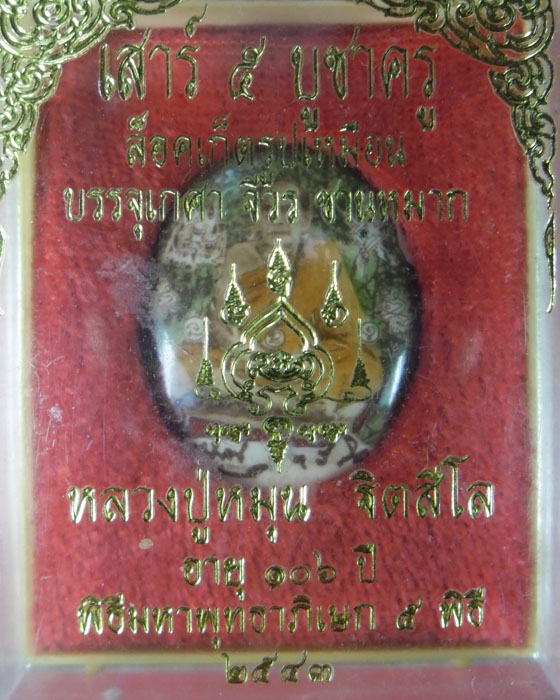 เสาร์ ๕ บูชาครู
ล็อคเก็ตรูปเหมือน
บรรจุเกศา จีวร ชานหมาก
หลวงปู่หมุน ฐิตสีโล
อายุ ๑๐๖ ปี
พิธีมหาพุทธาภิเษก ๕ พิธี
๒๕๔๓